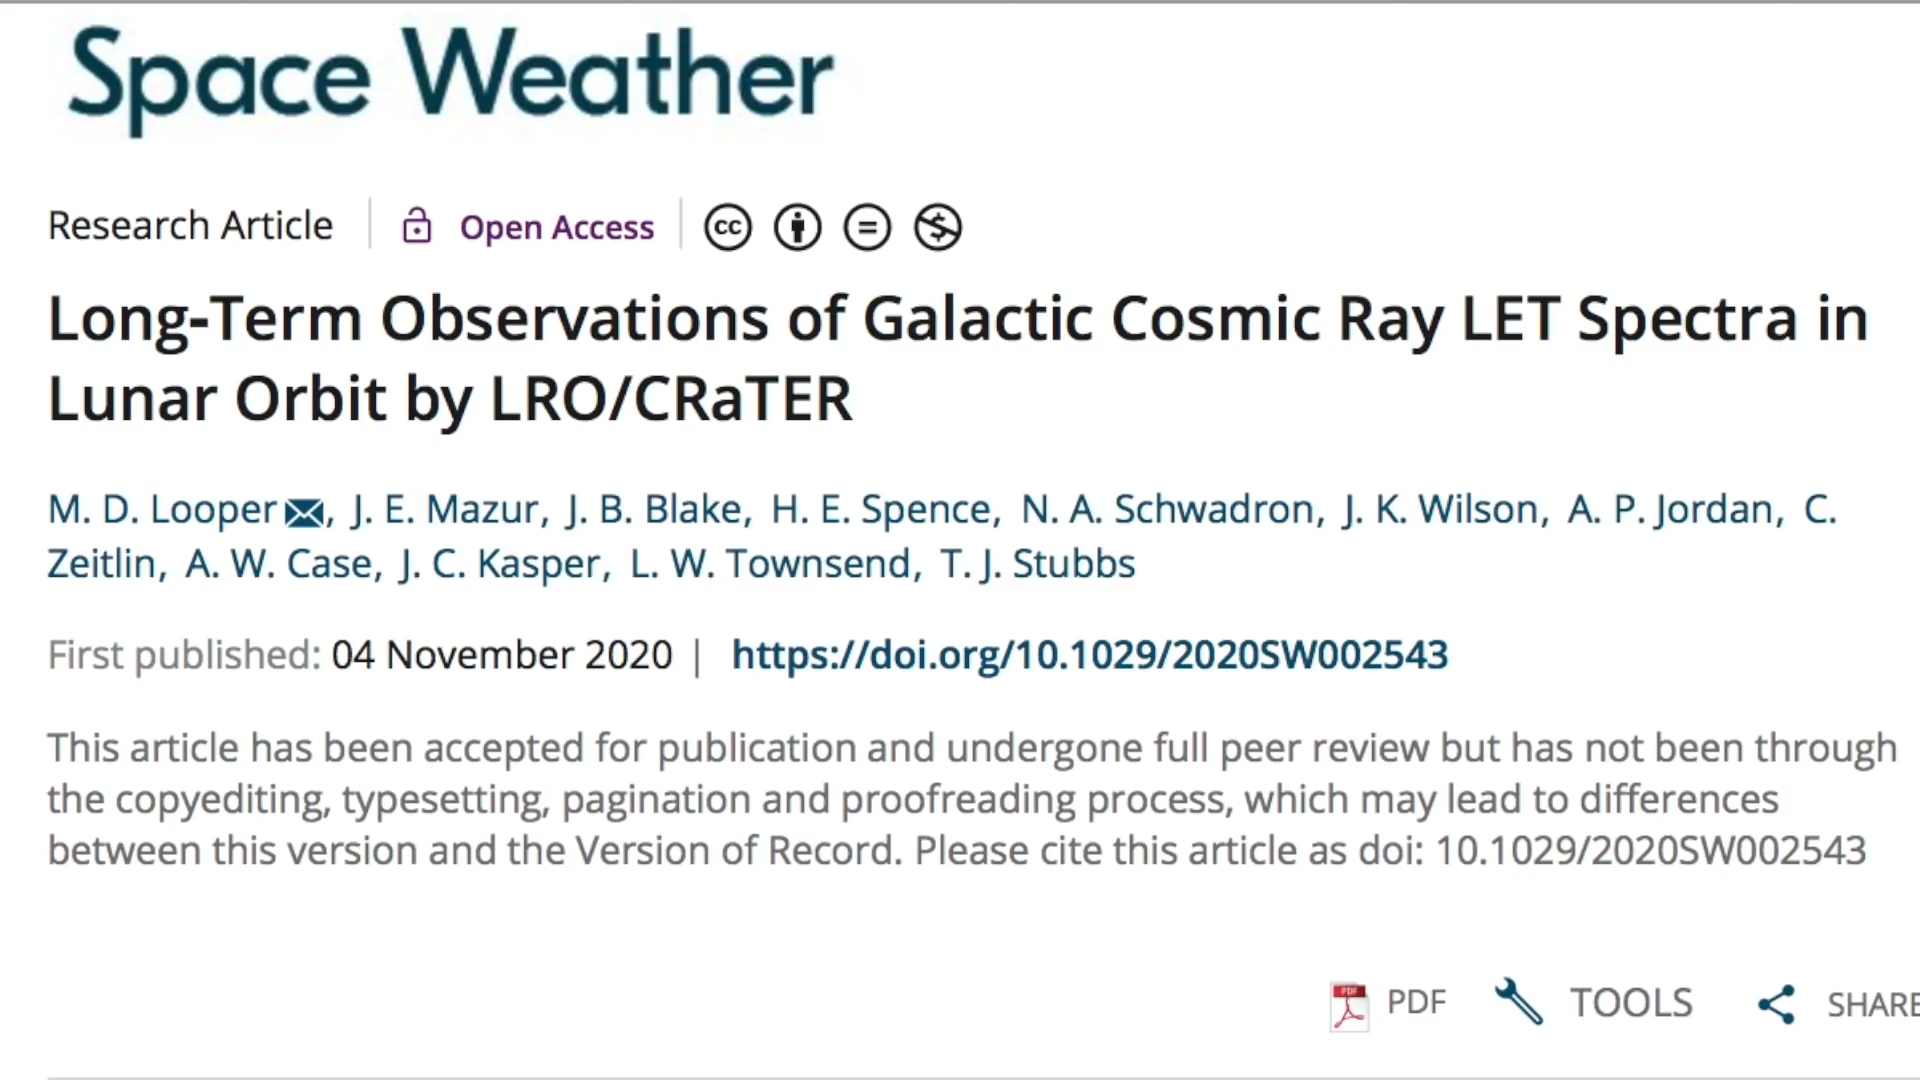 Space Weather
Research Article | Open Access | cc = $
Long-Term Observations of Galactic Cosmic Ray LET Spectra in
Lunar Orbit by LRO/CRaTER
M. D. Looper, J. E. Mazur, J. B. Blake, H. E. Spence, N. A. Schwadron, J. K. Wilson, A. P. Jordan, C.
Zeitlin, A. W. Case, J. C. Kasper, L. W. Townsend, T. J. Stubbs
First published: 04 November 2020 | https://doi.org/10.1029/2020SW002543
This article has been accepted for publication and undergone full peer review but has not been through
the copyediting, typesetting, pagination and proofreading process, which may lead to differences
between this version and the Version of Record. Please cite this article as doi: 10.1029/2020SW002543
PDF PDF TOOLS SHARE